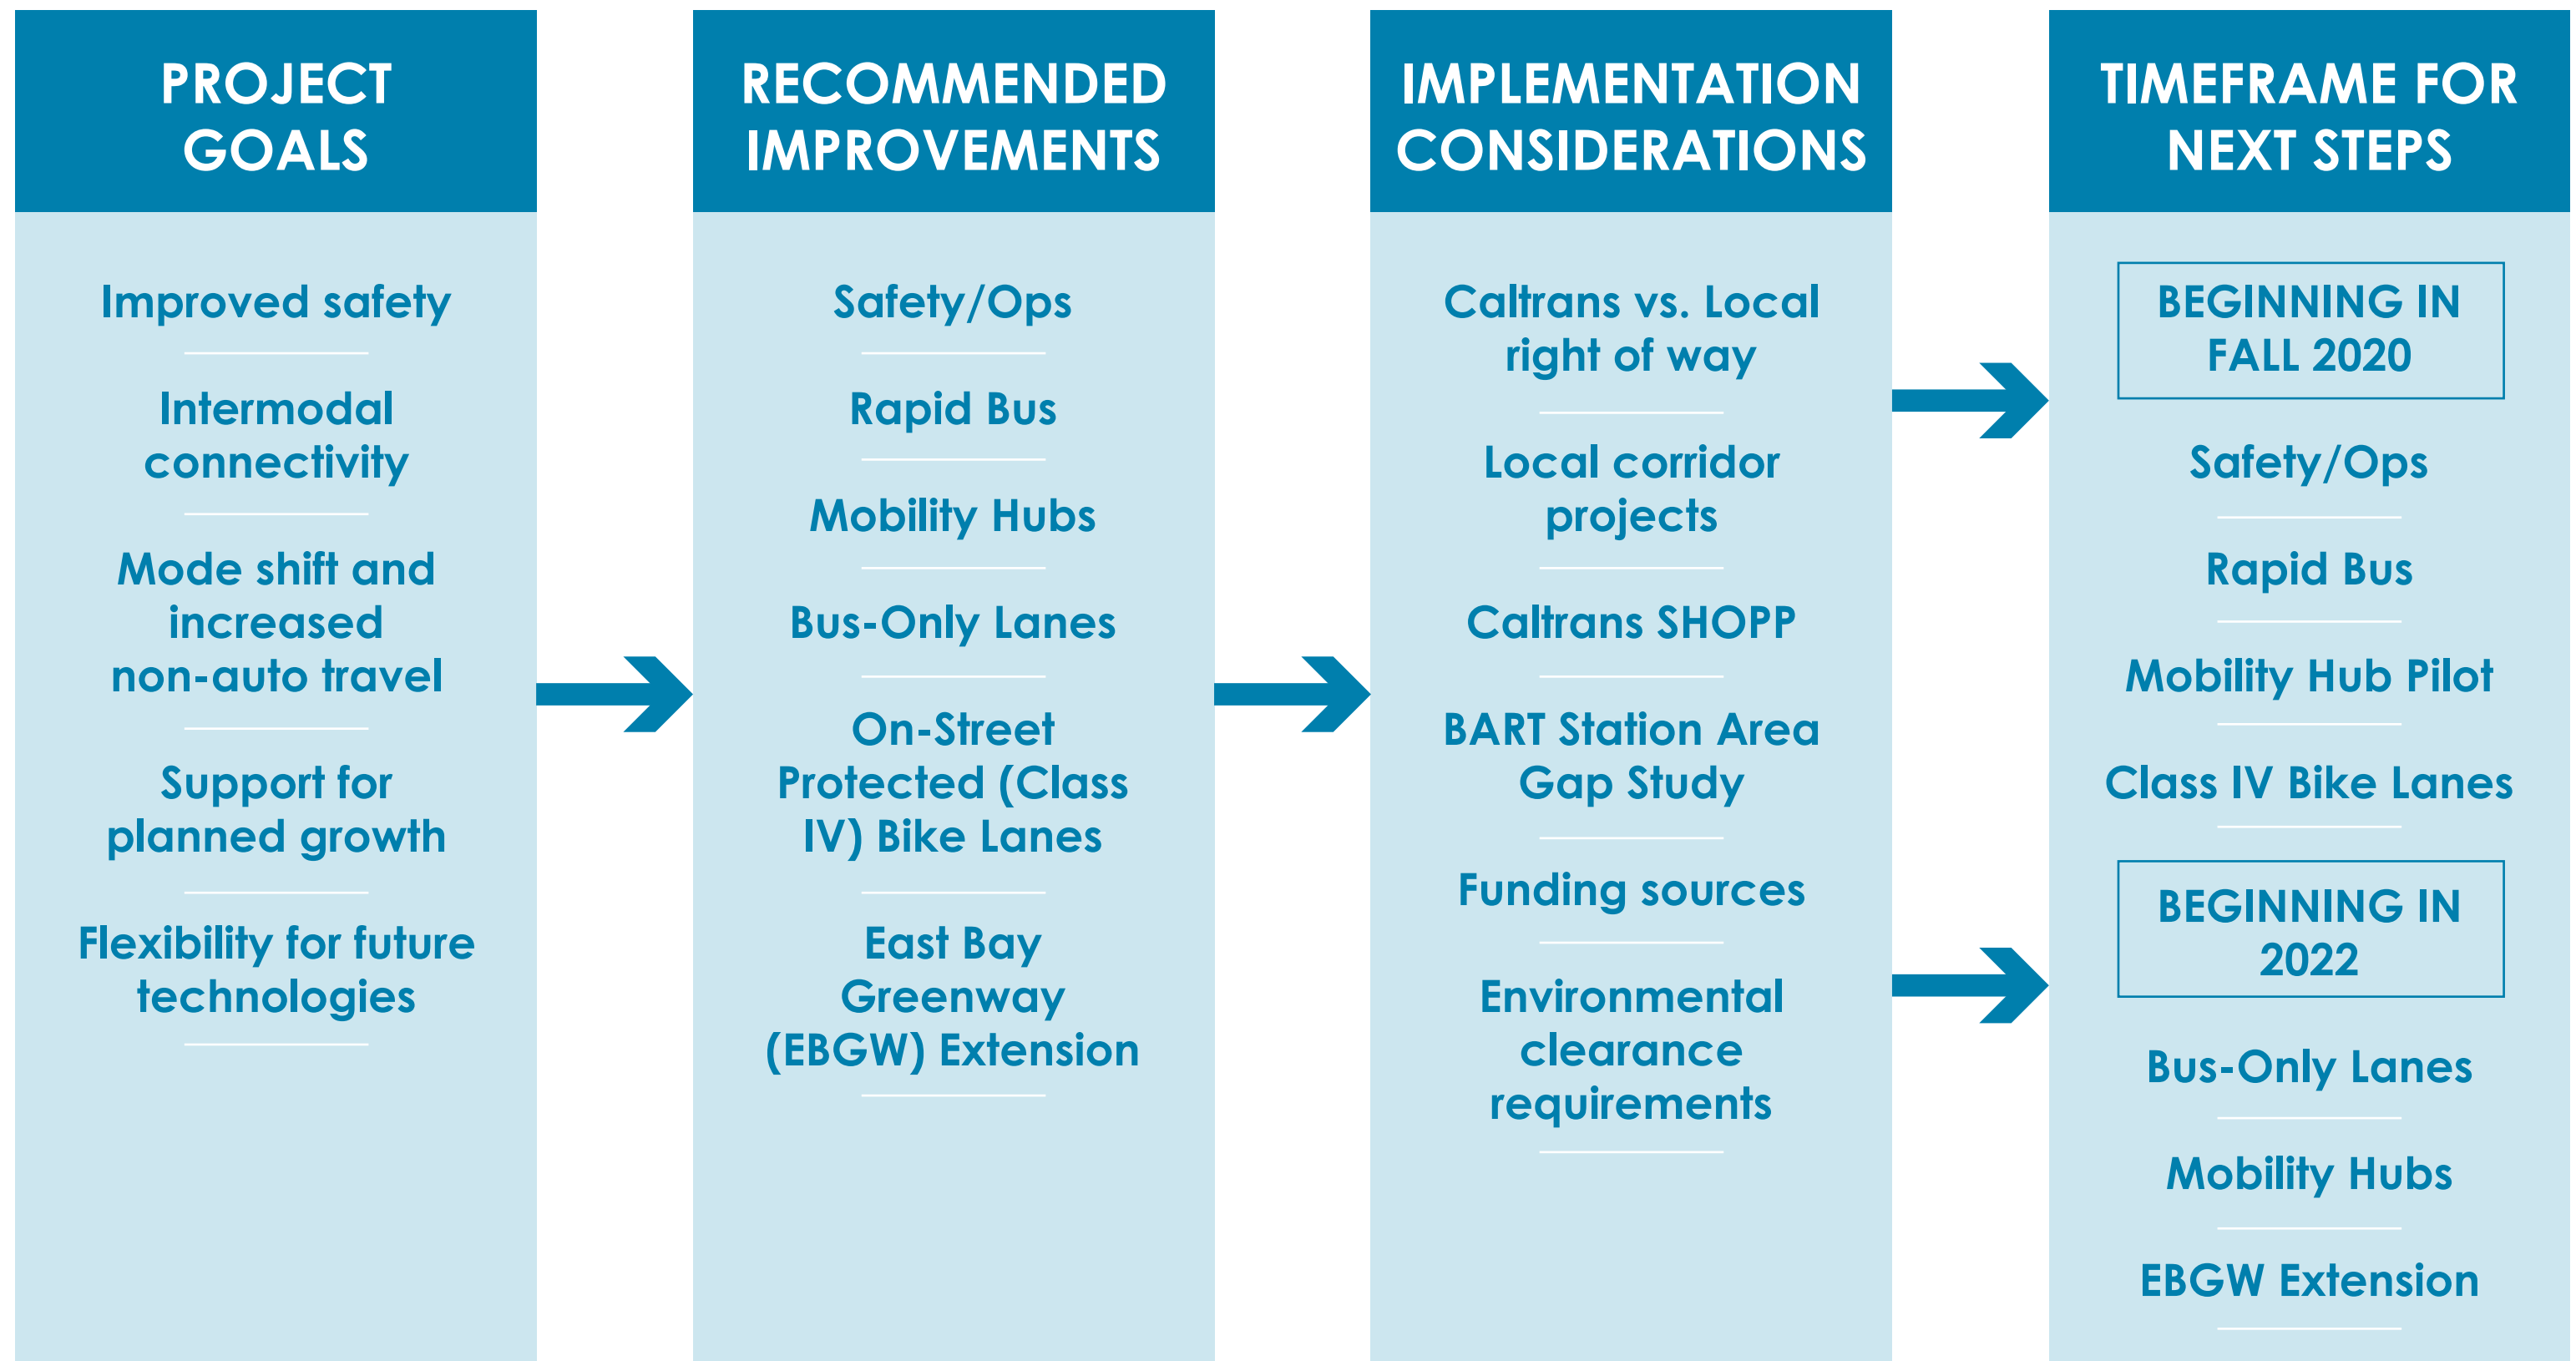 PROJECT
GOALS
Improved safety
Intermodal
connectivity
Mode shift and
increased
non-auto travel
Support for
planned growth
Flexibility for future
technologies
RECOMMENDED
IMPROVEMENTS
Safety/Ops
Rapid Bus
Mobility Hubs
Bus-Only Lanes
On-Street
Protected (Class
IV) Bike Lanes
East Bay
Greenway
(EBGW) Extension
IMPLEMENTATION
CONSIDERATIONS
Caltrans vs. Local
right of way
Local corridor
projects
Caltrans SHOPP
BART Station Area
Gap Study
Funding sources
Environmental
clearance
requirements
TIMEFRAME FOR
NEXT STEPS
BEGINNING IN
FALL 2020
Safety/Ops
Rapid Bus
Mobility Hub Pilot
Class IV Bike Lanes
BEGINNING IN
2022
Bus-Only Lanes
Mobility Hubs
EBGW Extension